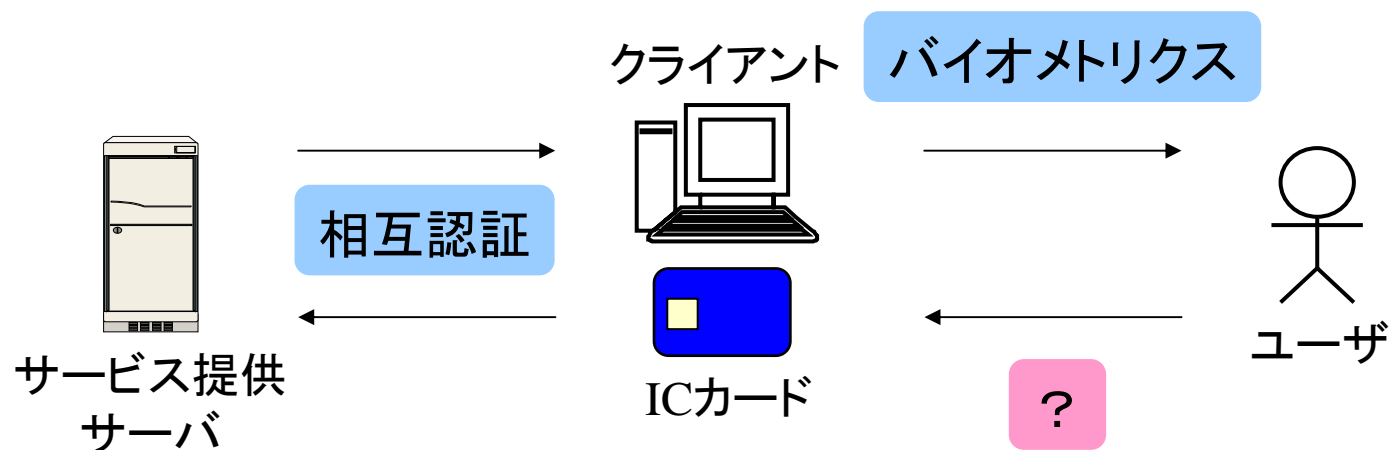 クライアント
バイオメトリクス
相互認証
サービス提供
サーバ
ICカード
ユーザ
?